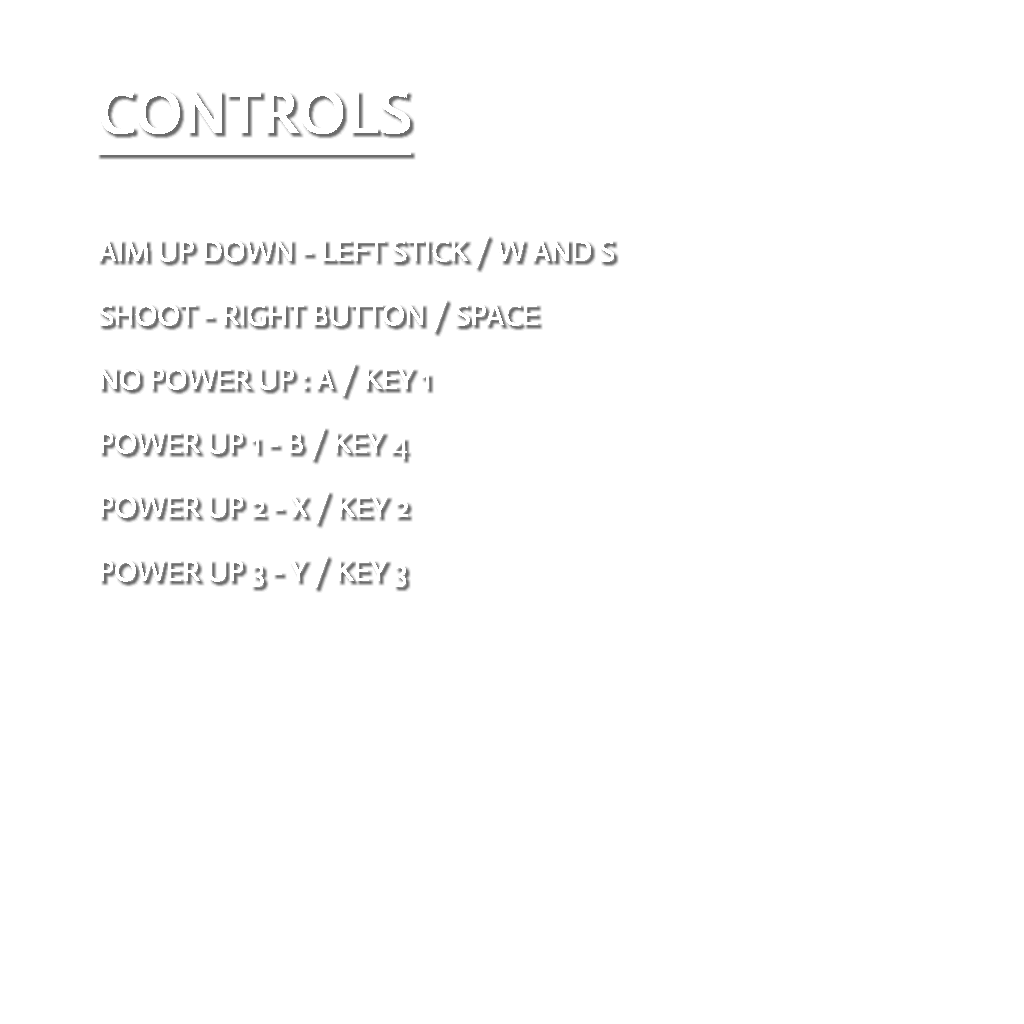 CONTROLS
AIM UP DOWN - LEFT STICK / W AND S
SHOOT - RIGHT BUTTON / SPACE
NO POWER UP : A / KEY 1
POWER UP 1 - B / KEY 4
POWER UP 2 - X / KEY 2
POWER UP 3 - Y / KEY 3